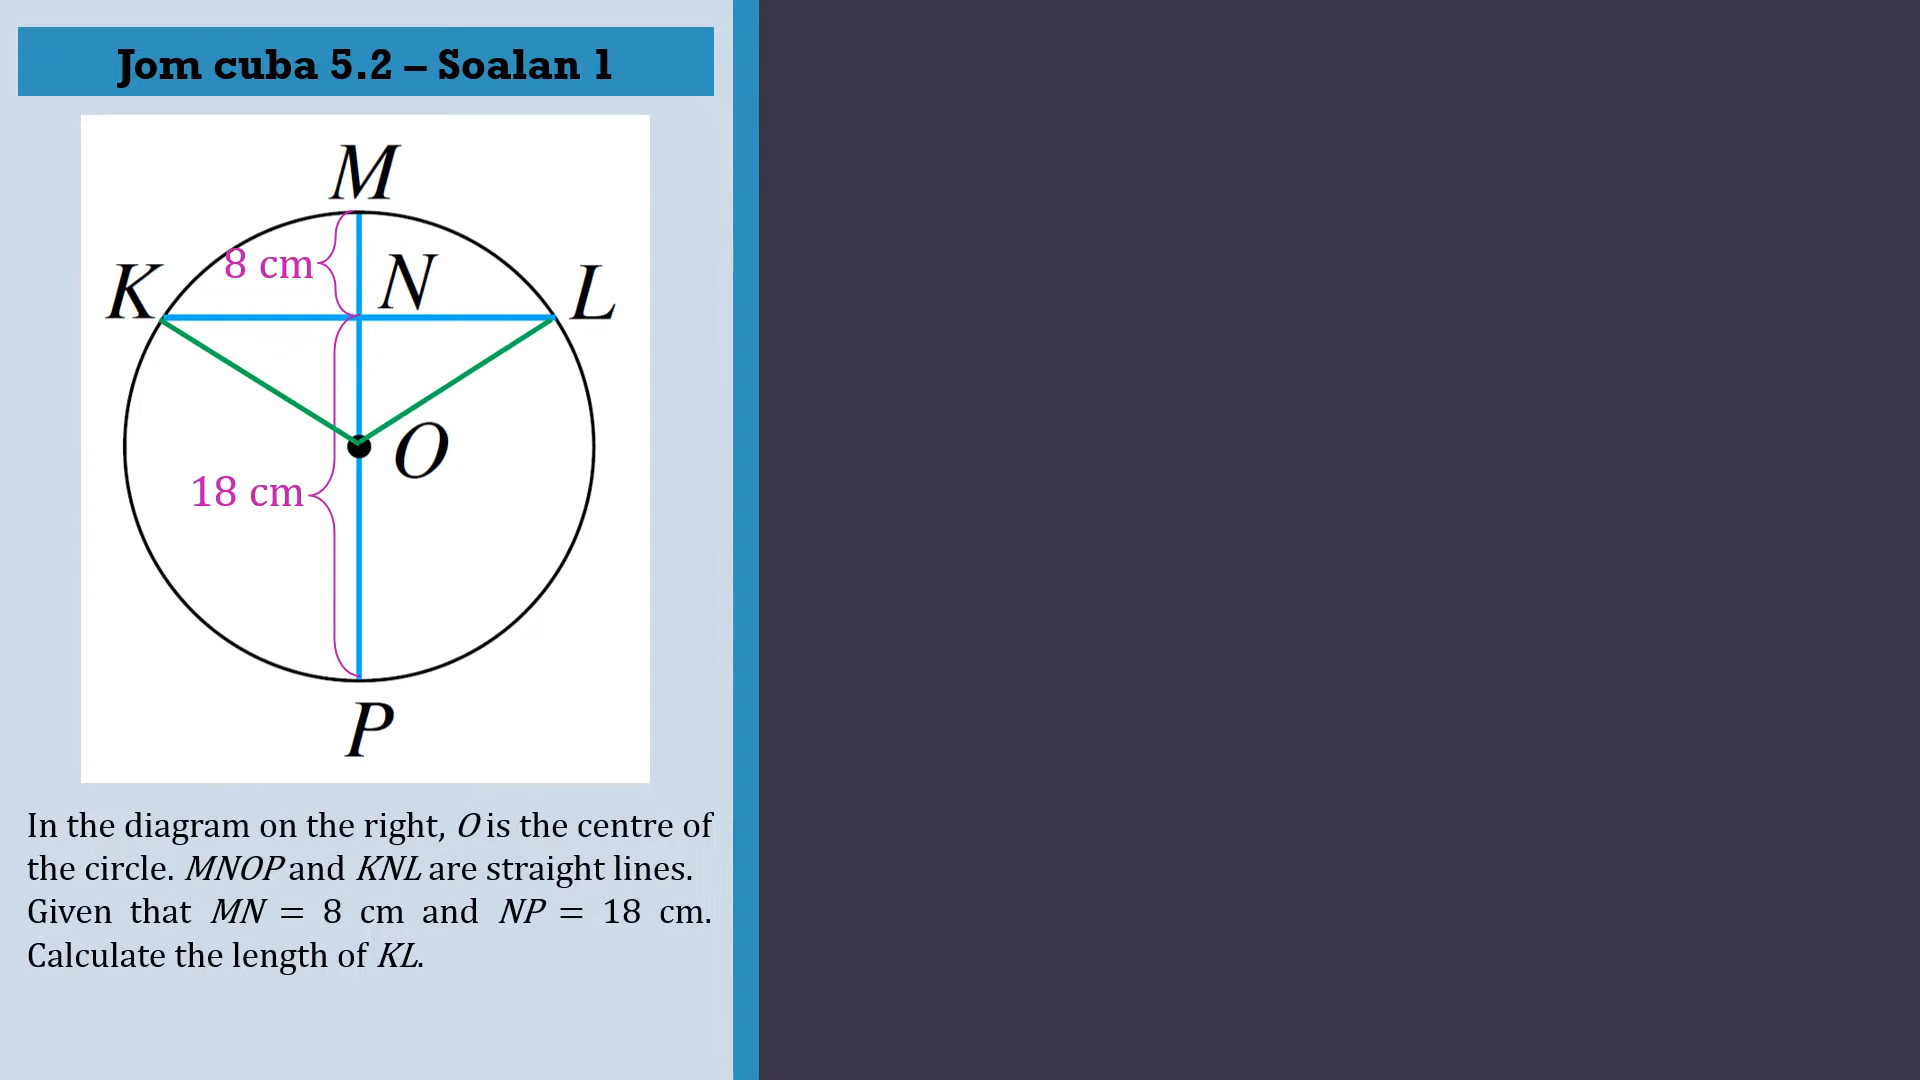 Jom cuba 5.2 – Soalan 1
M
8 cm
N
K
L
O
18 cm
P
In the diagram on the right, O is the centre of
the circle. MNOP and KNL are straight lines.
Given that MN = 8 cm and NP = 18 cm.
Calculate the length of KL.